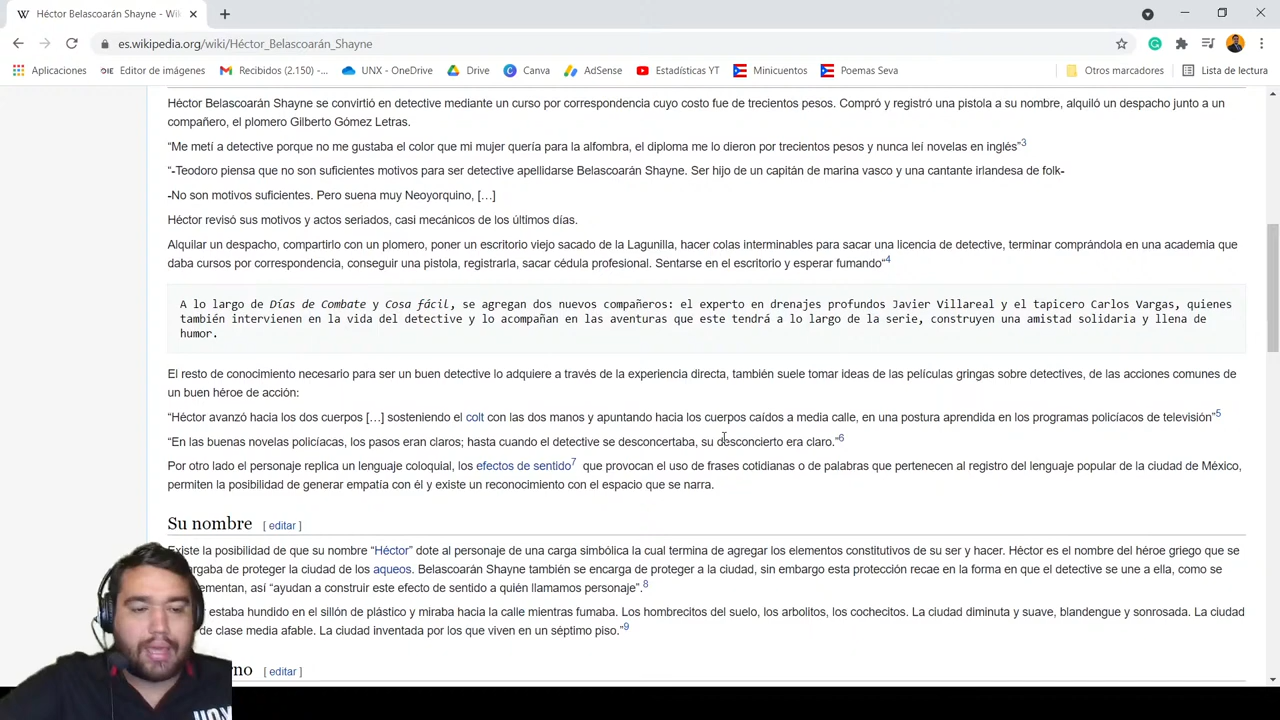 Héctor Belascoarán Shayne - Wi
es.wikipedia.org/wiki/Héctor_Belascoarán_Shayne
Aplicaciones Editor de imágenes Recibidos (2.150) -... UNX - OneDrive Drive Canva AdSense Estadísticas YT Minicuentos Poemas Seva Otros marcadores Lista de lectura
Héctor Belascoarán Shayne se convirtió en detective mediante un curso por correspondencia cuyo costo fue de trecientos pesos. Compró y registró una pistola a su nombre, alquiló un despacho junto a un
compañero, el plomero Gilberto Gómez Letras.
“Me metí a detective porque no me gustaba el color que mi mujer quería para la alfombra, el diploma me lo dieron por trecientos pesos y nunca leí novelas en inglés”3
“-Teodoro piensa que no son suficientes motivos para ser detective apellidarse Belascoarán Shayne. Ser hijo de un capitán de marina vasco y una cantante irlandesa de folk-
-No son motivos suficientes. Pero suena muy Neoyorquino, […]
Héctor revisó sus motivos y actos seriados, casi mecánicos de los últimos días.
Alquilar un despacho, compartirlo con un plomero, poner un escritorio viejo sacado de la Lagunilla, hacer colas interminables para sacar una licencia de detective, terminar comprándola en una academia que
daba cursos por correspondencia, conseguir una pistola, registrarla, sacar cédula profesional. Sentarse en el escritorio y esperar fumando”4
A lo largo de Días de Combate y Cosa fácil, se agregan dos nuevos compañeros: el experto en drenajes profundos Javier Villareal y el tapicero Carlos Vargas, quienes
también intervienen en la vida del detective y lo acompañan en las aventuras que este tendrá a lo largo de la serie, construyen una amistad solidaria y llena de
humor.
El resto de conocimiento necesario para ser un buen detective lo adquiere a través de la experiencia directa, también suele tomar ideas de las películas gringas sobre detectives, de las acciones comunes de
un buen héroe de acción:
“Héctor avanzó hacia los dos cuerpos […] sosteniendo el colt con las dos manos y apuntando hacia los cuerpos caídos a media calle, en una postura aprendida en los programas policíacos de televisión”5
“En las buenas novelas policíacas, los pasos eran claros; hasta cuando el detective se desconcertaba, su desconcierto era claro.”6
Por otro lado el personaje replica un lenguaje coloquial, los efectos de sentido7 que provocan el uso de frases cotidianas o de palabras que pertenecen al registro del lenguaje popular de la ciudad de México,
permiten la posibilidad de generar empatía con él y existe un reconocimiento con el espacio que se narra.
Su nombre [ editar ]
Existe la posibilidad de que su nombre “Héctor” dote al personaje de una carga simbólica la cual termina de agregar los elementos constitutivos de su ser y hacer. Héctor es el nombre del héroe griego que se
de proteger la ciudad de los aqueos. Belascoarán Shayne también se encarga de proteger a la ciudad, sin embargo esta protección recae en la forma en que el detective se une a ella, como se
así “ayudan a construir este efecto de sentido a quién llamamos personaje”.8
estaba hundido en el sillón de plástico y miraba hacia la calle mientras fumaba. Los hombrecitos del suelo, los arbolitos, los cochecitos. La ciudad diminuta y suave, blandengue y sonrosada. La ciudad
de clase media afable. La ciudad inventada por los que viven en un séptimo piso.”9
[ editar ]